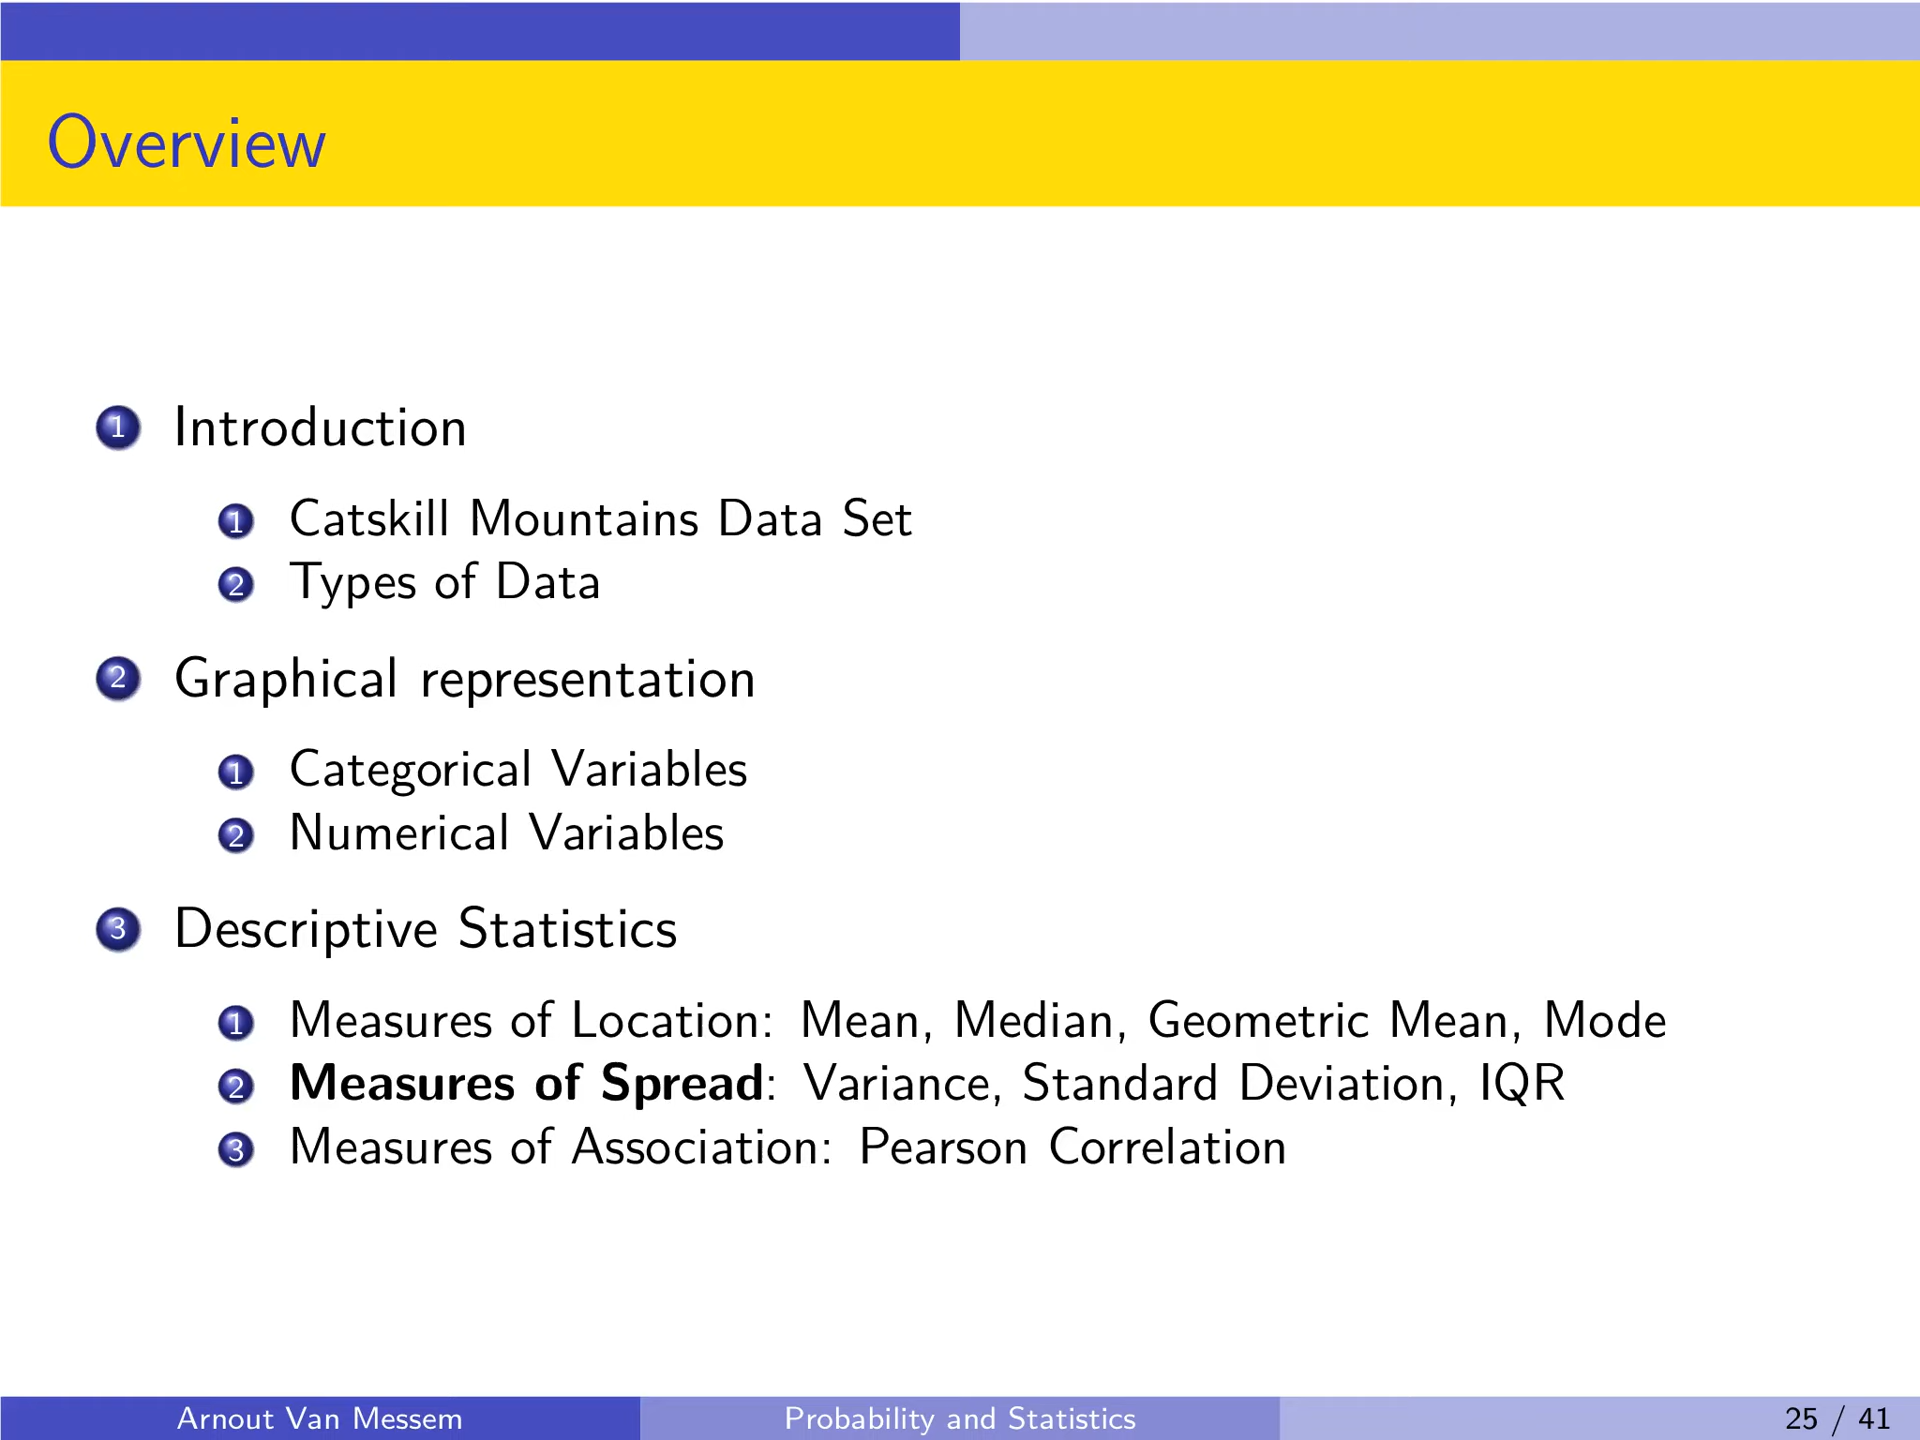 Overview
1 Introduction
1 Catskill Mountains Data Set
2 Types of Data
2 Graphical representation
1 Categorical Variables
2 Numerical Variables
3 Descriptive Statistics
1 Measures of Location: Mean, Median, Geometric Mean, Mode
2 Measures of Spread: Variance, Standard Deviation, IQR
3 Measures of Association: Pearson Correlation
Arnout Van Messem Probability and Statistics 25 / 41